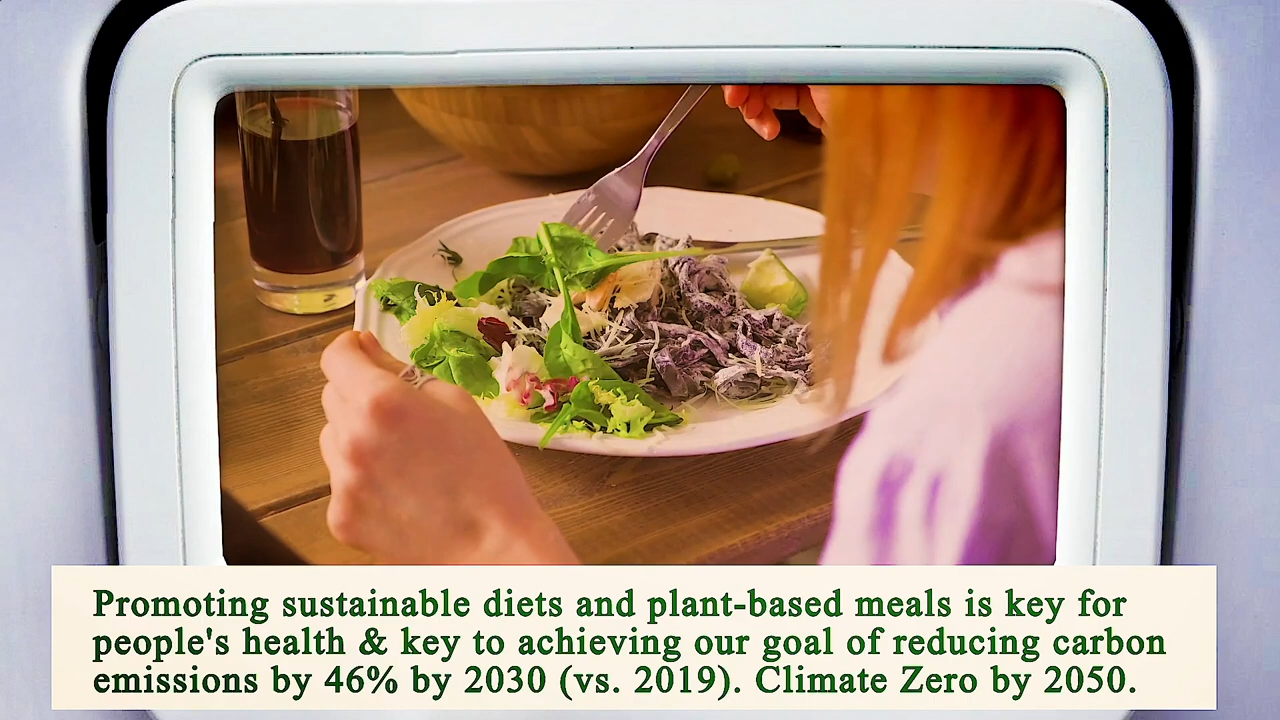 Promoting sustainable diets and plant-based meals is key for
people's health & key to achieving our goal of reducing carbon
emissions by 46% by 2030 (vs. 2019). Climate Zero by 2050.